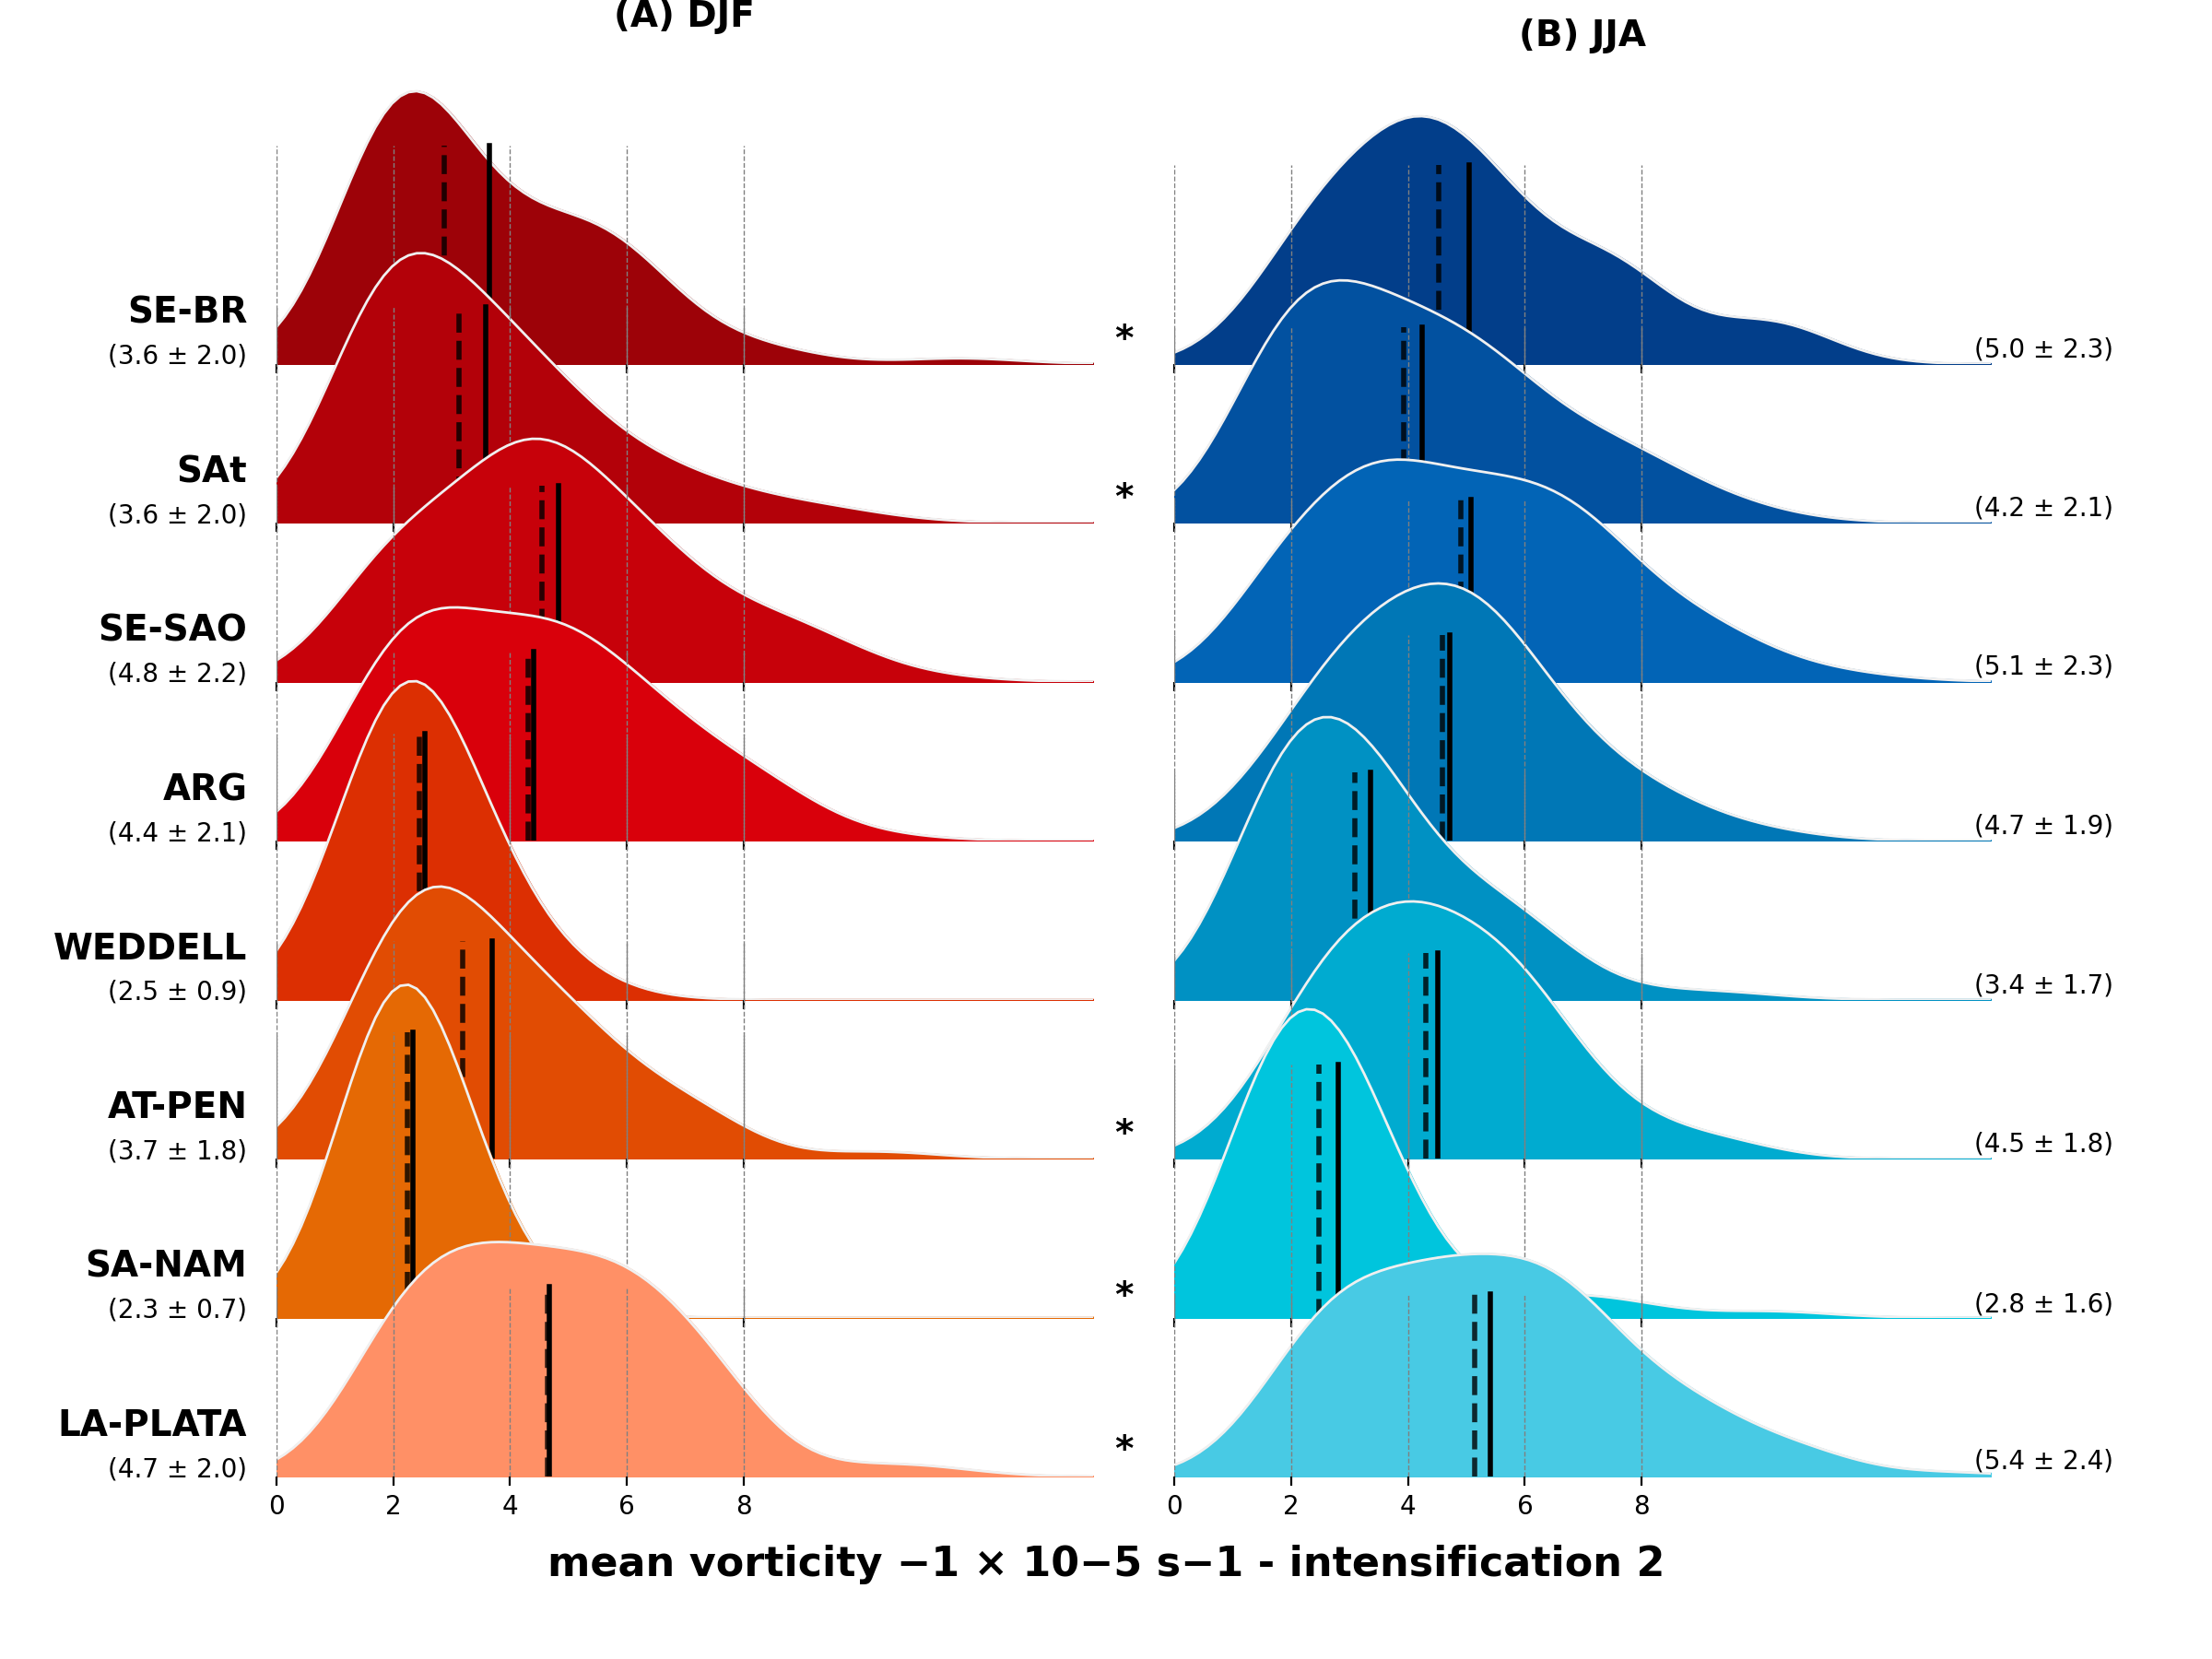 (A) DJF
(B) JJA
SE-BR
(3.6 ± 2.0)
*
(5.0 ± 2.3)
SAt
(3.6 ± 2.0)
*
(4.2 ± 2.1)
SE-SAO
(4.8 ± 2.2)
(5.1 ± 2.3)
ARG
(4.4 ± 2.1)
(4.7 ± 1.9)
WEDDELL
(2.5 ± 0.9)
(3.4 ± 1.7)
AT-PEN
(3.7 ± 1.8)
*
(4.5 ± 1.8)
SA-NAM
(2.3 ± 0.7)
*
(2.8 ± 1.6)
LA-PLATA
(4.7 ± 2.0)
*
(5.4 ± 2.4)
0 2 4 6 8
0 2 4 6 8
mean vorticity −1 × 10−5 s−1 - intensification 2